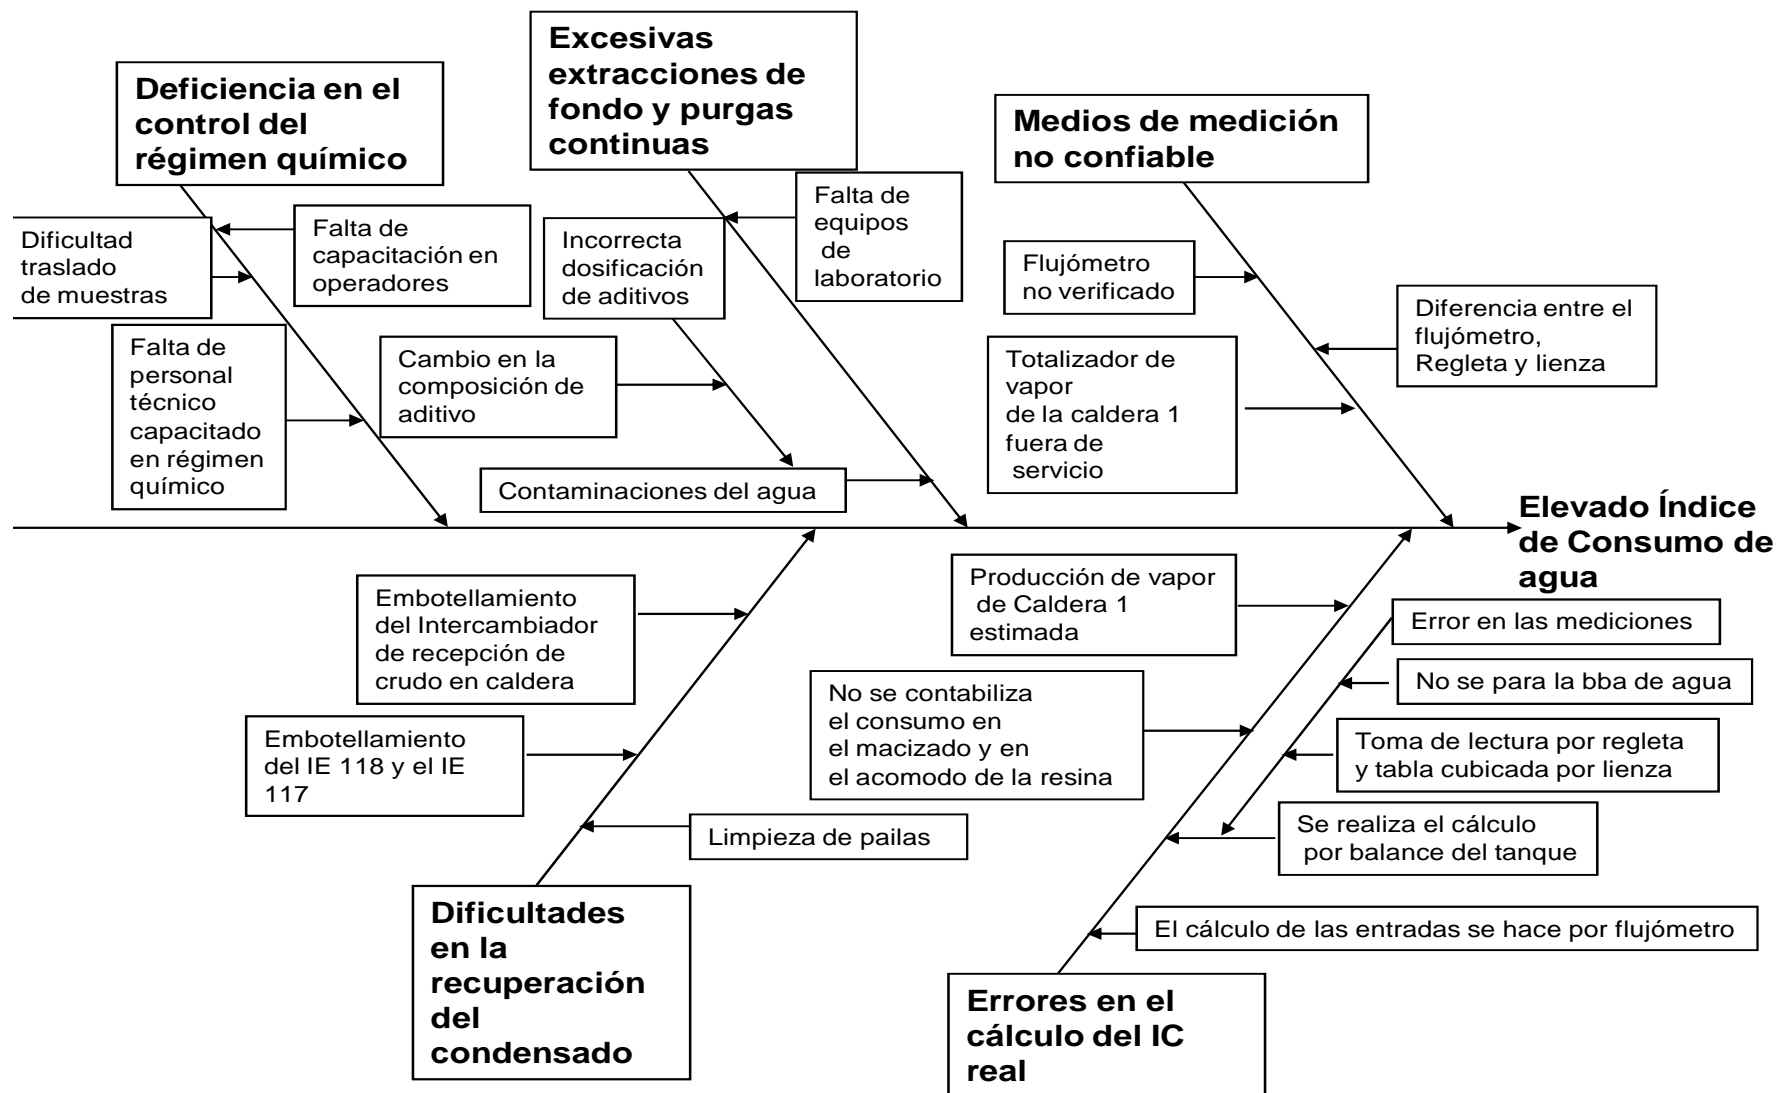 Excesivas
extracciones de
fondo y purgas
continuas
Deficiencia en el
control del
régimen químico
Medios de medición
no confiable
Dificultad
traslado
de muestras
Falta de
capacitación en
operadores
Incorrecta
dosificación
de aditivos
Falta de
equipos
de
laboratorio
Flujómetro
no verificado
Diferencia entre el
flujómetro,
Regleta y lienza
Falta de
personal
técnico
capacitado
en régimen
químico
Cambio en la
composición de
aditivo
Totalizador de
vapor
de la caldera 1
fuera de
servicio
Contaminaciones del agua
Elevado Índice
de Consumo de
agua
Embotellamiento
del Intercambiador
de recepción de
crudo en caldera
Producción de vapor
de Caldera 1
estimada
Error en las mediciones
No se para la bba de agua
No se contabiliza
el consumo en
el macizado y en
el acomodo de la resina
Embotellamiento
del IE 118 y el IE
117
Toma de lectura por regleta
y tabla cubicada por lienza
Limpieza de pailas
Se realiza el cálculo
por balance del tanque
El cálculo de las entradas se hace por flujómetro
Dificultades
en la
recuperación
del
condensado
Errores en el
cálculo del IC
real